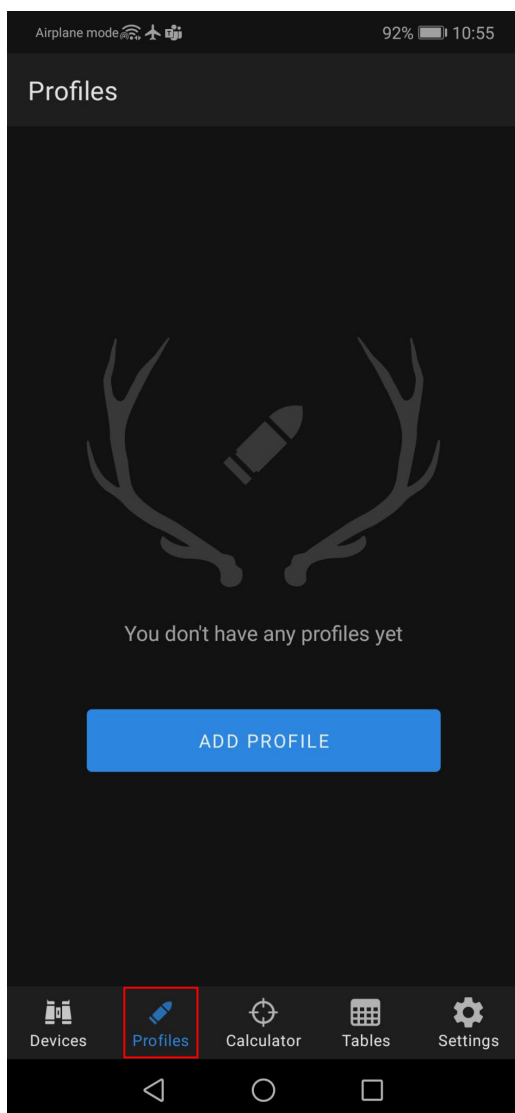 Airplane mode 92% 10:55
Profiles
You don't have any profiles yet
ADD PROFILE
Devices Profiles Calculator Tables Settings